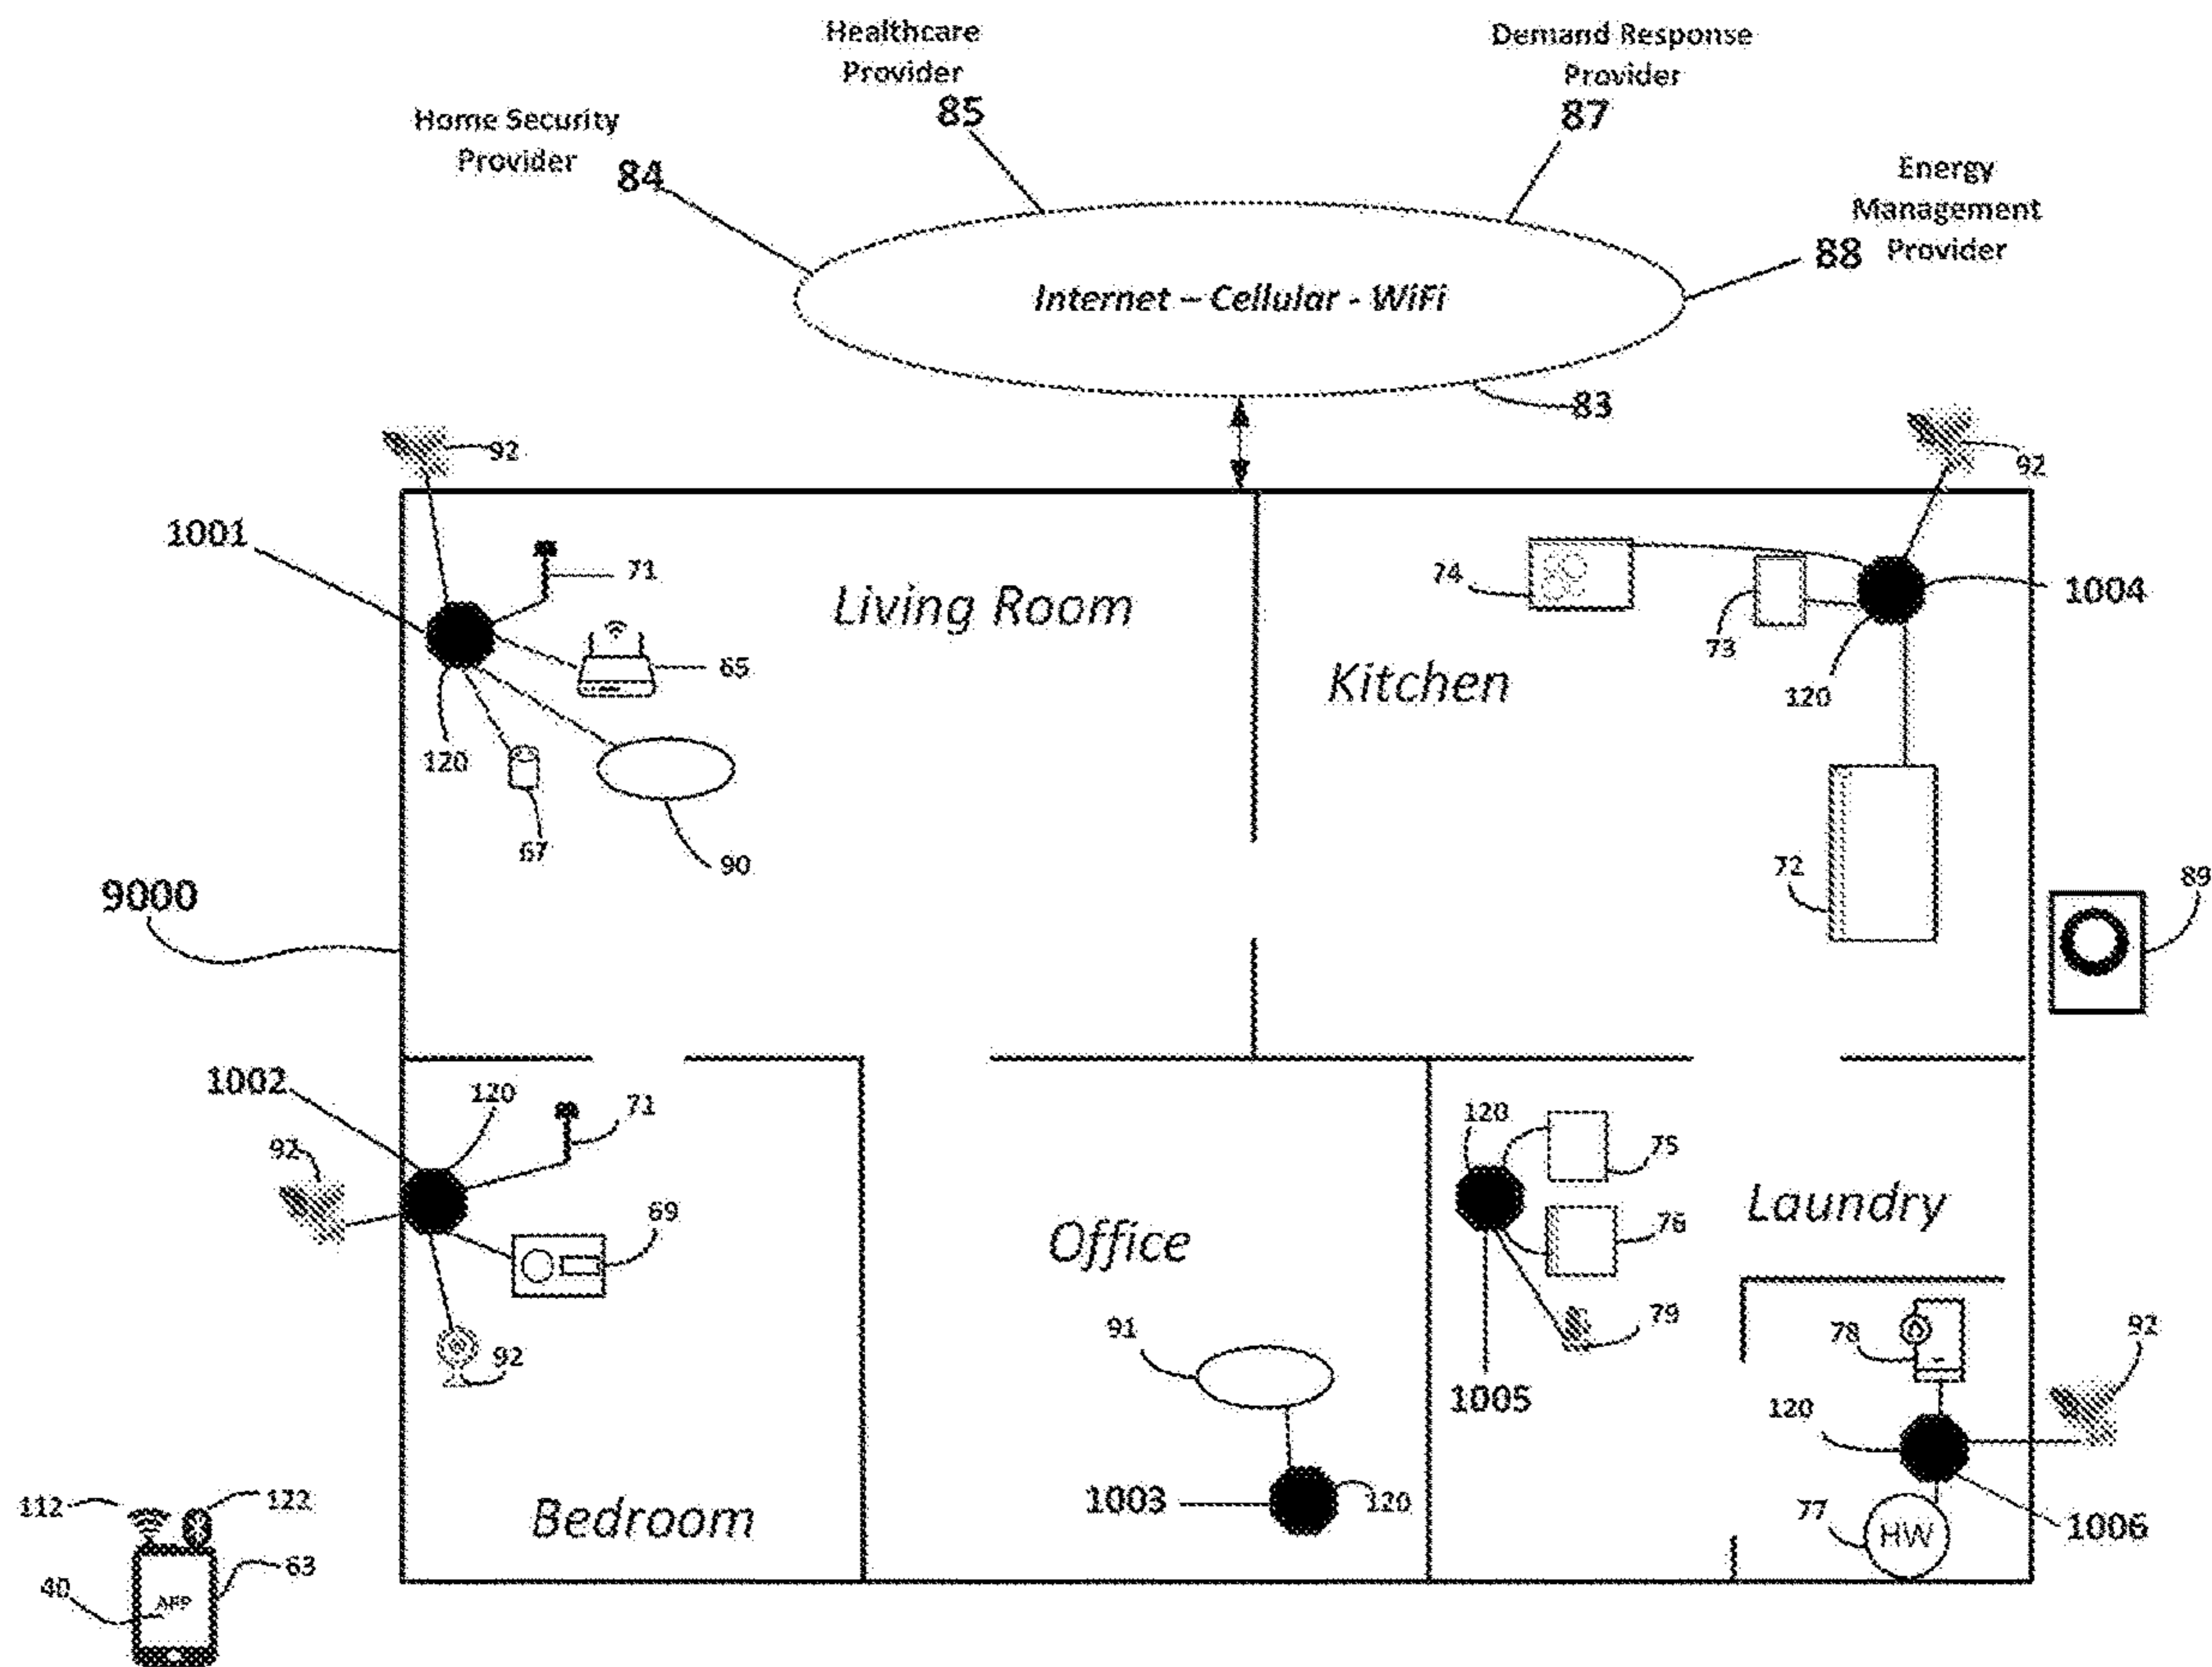 Healthcare
Provider
85
Demand Response
Provider
87
Home Security
Provider
84
Energy
Management
Provider
88
Internet – Cellular - WiFi
83
92
92
1001
71
Living Room
65
120
67
90
74
73
1004
120
Kitchen
72
89
9000
1002
120
71
92
69
92
Bedroom
Office
91
1003
120
120
75
76
79
1005
Laundry
78
92
120
77
HW
1006
112
122
63
40
APP